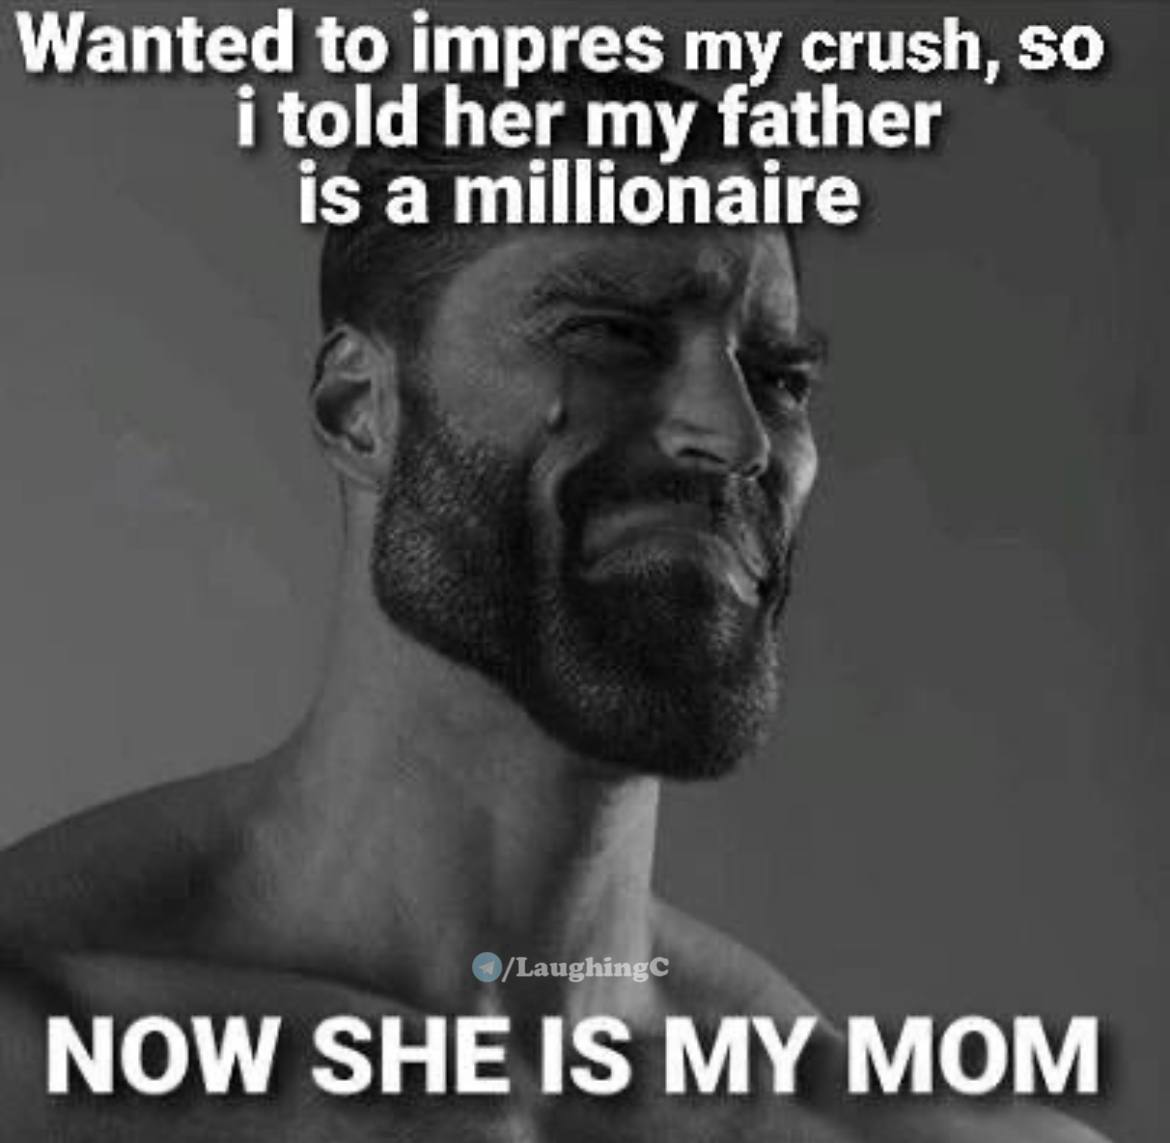 Wanted to impres my crush, so
i told her my father
is a millionaire
/LaughingC
NOW SHE IS MY MOM